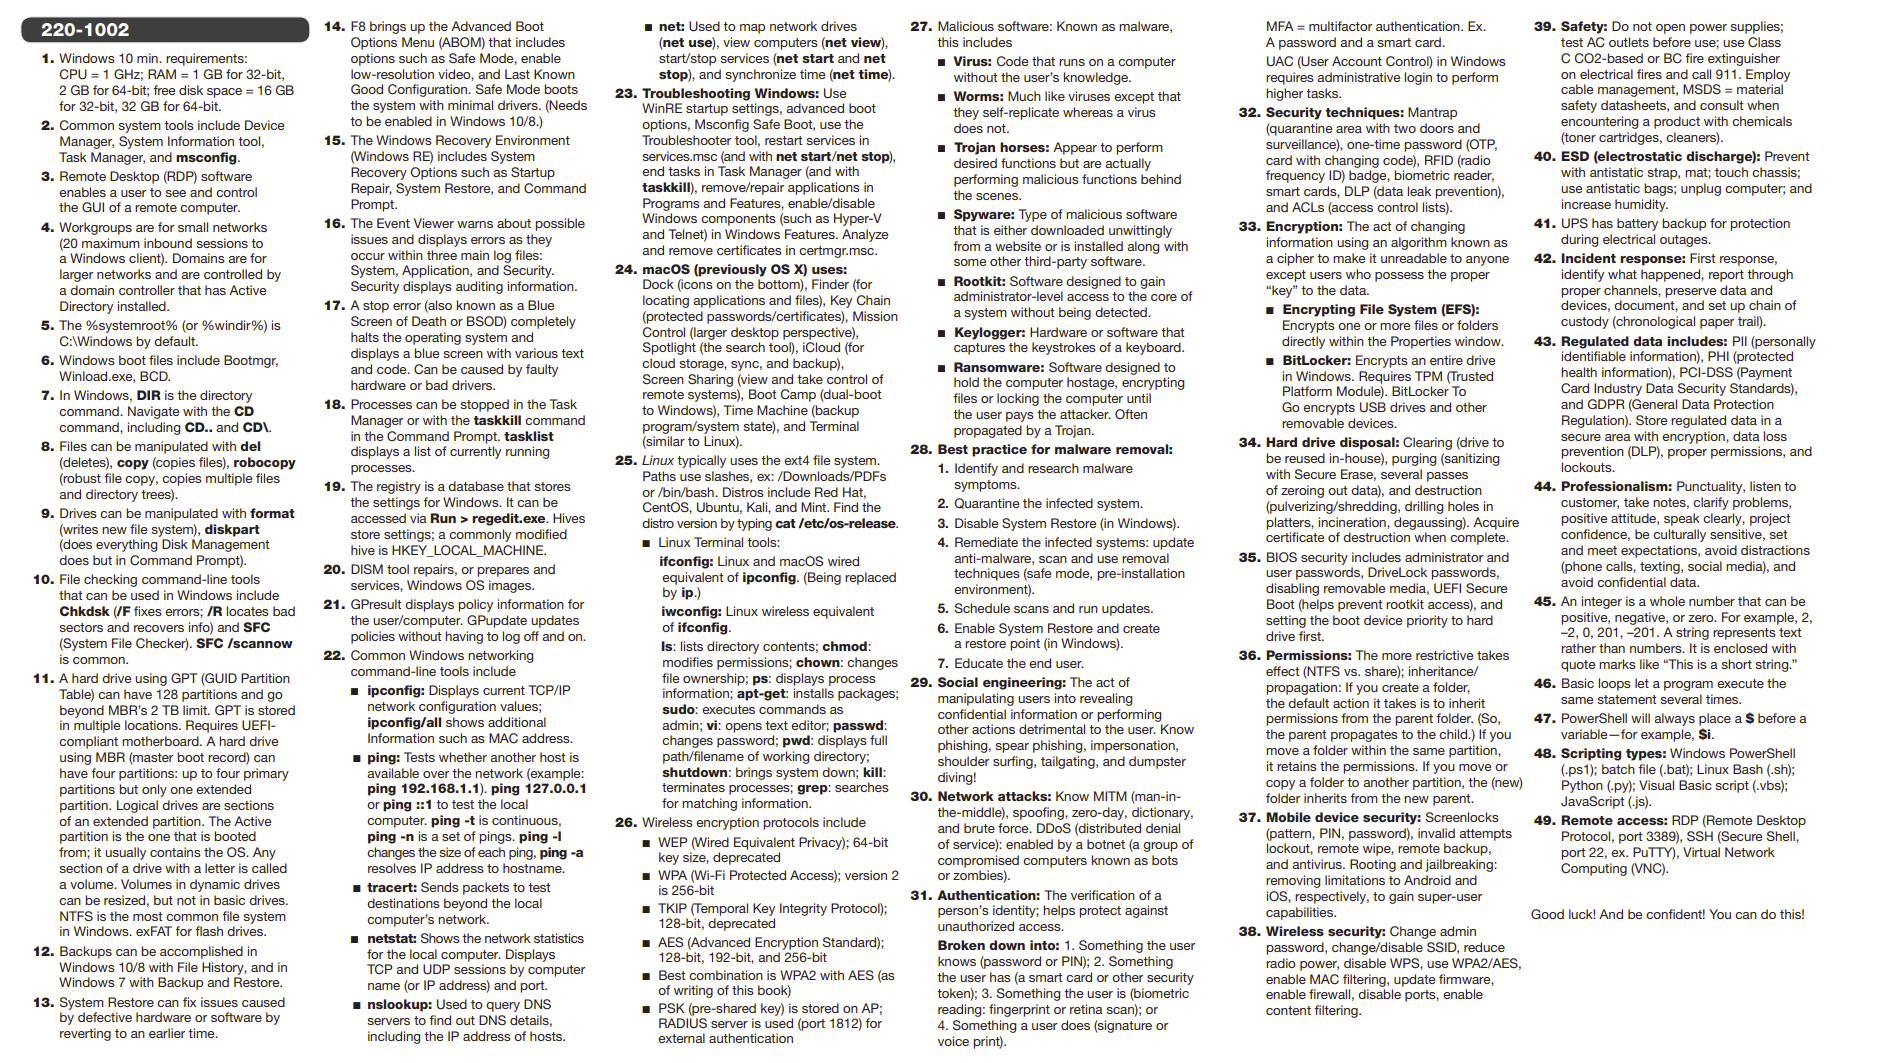 220-1002
1. Windows 10 min. requirements:
CPU = 1 GHz; RAM = 1 GB for 32-bit,
2 GB for 64-bit; free disk space = 16 GB
for 32-bit, 32 GB for 64-bit.
2. Common system tools include Device
Manager, System Information tool,
Task Manager, and msconfig.
3. Remote Desktop (RDP) software
enables a user to see and control
the GUI of a remote computer.
4. Workgroups are for small networks
(20 maximum inbound sessions to
a Windows client). Domains are for
larger networks and are controlled by
a domain controller that has Active
Directory installed.
5. The %systemroot% (or %windir%) is
C:\Windows by default.
6. Windows boot files include Bootmgr,
Winload.exe, BCD.
7. In Windows, DIR is the directory
command. Navigate with the CD
command, including CD.. and CD\.
8. Files can be manipulated with del
(deletes), copy (copies files), robocopy
(robust file copy, copies multiple files
and directory trees).
9. Drives can be manipulated with format
(writes new file system), diskpart
(does everything Disk Management
does but in Command Prompt).
10. File checking command-line tools
that can be used in Windows include
Chkdsk (/F fixes errors; /R locates bad
sectors and recovers info) and SFC
(System File Checker). SFC /scannow
is common.
11. A hard drive using GPT (GUID Partition
Table) can have 128 partitions and go
beyond MBR's 2 TB limit. GPT is stored
in multiple locations. Requires UEFI-
compliant motherboard. A hard drive
using MBR (master boot record) can
have four partitions: up to four primary
partitions but only one extended
partition. Logical drives are sections
of an extended partition. The Active
partition is the one that is booted
from; it usually contains the OS. Any
section of a drive with a letter is called
a volume. Volumes in dynamic drives
can be resized, but not in basic drives.
NTFS is the most common file system
in Windows. exFAT for flash drives.
12. Backups can be accomplished in
Windows 10/8 with File History, and in
Windows 7 with Backup and Restore.
13. System Restore can fix issues caused
by defective hardware or software by
reverting to an earlier time.
14. F8 brings up the Advanced Boot
Options Menu (ABOM) that includes
options such as Safe Mode, enable
low-resolution video, and Last Known
Good Configuration. Safe Mode boots
the system with minimal drivers. (Needs
to be enabled in Windows 10/8.)
15. The Windows Recovery Environment
(Windows RE) includes System
Recovery Options such as Startup
Repair, System Restore, and Command
Prompt.
16. The Event Viewer warns about possible
issues and displays errors as they
occur within three main log files:
System, Application, and Security.
Security displays auditing information.
17. A stop error (also known as a Blue
Screen of Death or BSOD) completely
halts the operating system and
displays a blue screen with various text
and code. Can be caused by faulty
hardware or bad drivers.
18. Processes can be stopped in the Task
Manager or with the taskkill command
in the Command Prompt. tasklist
displays a list of currently running
processes.
19. The registry is a database that stores
the settings for Windows. It can be
accessed via Run > regedit.exe. Hives
store settings; a commonly modified
hive is HKEY_LOCAL_MACHINE.
20. DISM tool repairs, or prepares and
services, Windows OS images.
21. GPresult displays policy information for
the user/computer. GPupdate updates
policies without having to log off and on.
22. Common Windows networking
command-line tools include
■ ipconfig: Displays current TCP/IP
network configuration values;
ipconfig/all shows additional
Information such as MAC address.
■ ping: Tests whether another host is
available over the network (example:
ping 192.168.1.1). ping 127.0.0.1
or ping ::1 to test the local
computer. ping -t is continuous,
ping -n is a set of pings. ping -l
changes the size of each ping, ping -a
resolves IP address to hostname.
■ tracert: Sends packets to test
destinations beyond the local
computer's network.
■ netstat: Shows the network statistics
for the local computer. Displays
TCP and UDP sessions by computer
name (or IP address) and port.
■ nslookup: Used to query DNS
servers to find out DNS details,
including the IP address of hosts.
■ net: Used to map network drives
(net use), view computers (net view),
start/stop services (net start and net
stop), and synchronize time (net time).
23. Troubleshooting Windows: Use
WinRE startup settings, advanced boot
options, Msconfig Safe Boot, use the
Troubleshooter tool, restart services in
services.msc (and with net start/net stop),
end tasks in Task Manager (and with
taskkill), remove/repair applications in
Programs and Features, enable/disable
Windows components (such as Hyper-V
and Telnet) in Windows Features. Analyze
and remove certificates in certmgr.msc.
24. macOS (previously OS X) uses:
Dock (icons on the bottom), Finder (for
locating applications and files), Key Chain
(protected passwords/certificates), Mission
Control (larger desktop perspective),
Spotlight (the search tool), iCloud (for
cloud storage, sync, and backup),
Screen Sharing (view and take control of
remote systems), Boot Camp (dual-boot
to Windows), Time Machine (backup
program/system state), and Terminal
(similar to Linux).
25. Linux typically uses the ext4 file system.
Paths use slashes, ex: /Downloads/PDFs
or /bin/bash. Distros include Red Hat,
CentOS, Ubuntu, Kali, and Mint. Find the
distro version by typing cat /etc/os-release.
■ Linux Terminal tools:
ifconfig: Linux and macOS wired
equivalent of ipconfig. (Being replaced
by ip.)
iwconfig: Linux wireless equivalent
of ifconfig.
ls: lists directory contents; chmod:
modifies permissions; chown: changes
file ownership; ps: displays process
information; apt-get: installs packages;
sudo: executes commands as
admin; vi: opens text editor; passwd:
changes password; pwd: displays full
path/filename of working directory;
shutdown: brings system down; kill:
terminates processes; grep: searches
for matching information.
26. Wireless encryption protocols include
■ WEP (Wired Equivalent Privacy); 64-bit
key size, deprecated
■ WPA (Wi-Fi Protected Access); version 2
is 256-bit
■ TKIP (Temporal Key Integrity Protocol);
128-bit, deprecated
■ AES (Advanced Encryption Standard);
128-bit, 192-bit, and 256-bit
■ Best combination is WPA2 with AES (as
of writing of this book)
■ PSK (pre-shared key) is stored on AP;
RADIUS server is used (port 1812) for
external authentication
27. Malicious software: Known as malware,
this includes
■ Virus: Code that runs on a computer
without the user's knowledge.
■ Worms: Much like viruses except that
they self-replicate whereas a virus
does not.
■ Trojan horses: Appear to perform
desired functions but are actually
performing malicious functions behind
the scenes.
■ Spyware: Type of malicious software
that is either downloaded unwittingly
from a website or is installed along with
some other third-party software.
■ Rootkit: Software designed to gain
administrator-level access to the core of
a system without being detected.
■ Keylogger: Hardware or software that
captures the keystrokes of a keyboard.
■ Ransomware: Software designed to
hold the computer hostage, encrypting
files or locking the computer until
the user pays the attacker. Often
propagated by a Trojan.
28. Best practice for malware removal:
1. Identify and research malware
symptoms.
2. Quarantine the infected system.
3. Disable System Restore (in Windows).
4. Remediate the infected systems: update
anti-malware, scan and use removal
techniques (safe mode, pre-installation
environment).
5. Schedule scans and run updates.
6. Enable System Restore and create
a restore point (in Windows).
7. Educate the end user.
29. Social engineering: The act of
manipulating users into revealing
confidential information or performing
other actions detrimental to the user. Know
phishing, spear phishing, impersonation,
shoulder surfing, tailgating, and dumpster
diving!
30. Network attacks: Know MITM (man-in-
the-middle), spoofing, zero-day, dictionary,
and brute force. DDoS (distributed denial
of service): enabled by a botnet (a group of
compromised computers known as bots
or zombies).
31. Authentication: The verification of a
person's identity; helps protect against
unauthorized access.
Broken down into: 1. Something the user
knows (password or PIN); 2. Something
the user has (a smart card or other security
token); 3. Something the user is (biometric
reading: fingerprint or retina scan); or
4. Something a user does (signature or
voice print).
MFA = multifactor authentication. Ex.
A password and a smart card.
UAC (User Account Control) in Windows
requires administrative login to perform
higher tasks.
32. Security techniques: Mantrap
(quarantine area with two doors and
surveillance), one-time password (OTP,
card with changing code), RFID (radio
frequency ID) badge, biometric reader,
smart cards, DLP (data leak prevention),
and ACLs (access control lists).
33. Encryption: The act of changing
information using an algorithm known as
a cipher to make it unreadable to anyone
except users who possess the proper
“key” to the data.
■ Encrypting File System (EFS):
Encrypts one or more files or folders
directly within the Properties window.
■ BitLocker: Encrypts an entire drive
in Windows. Requires TPM (Trusted
Platform Module). BitLocker To
Go encrypts USB drives and other
removable devices.
34. Hard drive disposal: Clearing (drive to
be reused in-house), purging (sanitizing
with Secure Erase, several passes
of zeroing out data), and destruction
(pulverizing/shredding, drilling holes in
platters, incineration, degaussing). Acquire
certificate of destruction when complete.
35. BIOS security includes administrator and
user passwords, DriveLock passwords,
disabling removable media, UEFI Secure
Boot (helps prevent rootkit access), and
setting the boot device priority to hard
drive first.
36. Permissions: The more restrictive takes
effect (NTFS vs. share); inheritance/
propagation: If you create a folder,
the default action it takes is to inherit
permissions from the parent folder. (So,
the parent propagates to the child.) If you
move a folder within the same partition,
it retains the permissions. If you move or
copy a folder to another partition, the (new)
folder inherits from the new parent.
37. Mobile device security: Screenlocks
(pattern, PIN, password), invalid attempts
lockout, remote wipe, remote backup,
and antivirus. Rooting and jailbreaking:
removing limitations to Android and
iOS, respectively, to gain super-user
capabilities.
38. Wireless security: Change admin
password, change/disable SSID, reduce
radio power, disable WPS, use WPA2/AES,
enable MAC filtering, update firmware,
enable firewall, disable ports, enable
content filtering.
39. Safety: Do not open power supplies;
test AC outlets before use; use Class
C CO2-based or BC fire extinguisher
on electrical fires and call 911. Employ
cable management, MSDS = material
safety datasheets, and consult when
encountering a product with chemicals
(toner cartridges, cleaners).
40. ESD (electrostatic discharge): Prevent
with antistatic strap, mat; touch chassis;
use antistatic bags; unplug computer; and
increase humidity.
41. UPS has battery backup for protection
during electrical outages.
42. Incident response: First response,
identify what happened, report through
proper channels, preserve data and
devices, document, and set up chain of
custody (chronological paper trail).
43. Regulated data includes: PII (personally
identifiable information), PHI (protected
health information), PCI-DSS (Payment
Card Industry Data Security Standards),
and GDPR (General Data Protection
Regulation). Store regulated data in a
secure area with encryption, data loss
prevention (DLP), proper permissions, and
lockouts.
44. Professionalism: Punctuality, listen to
customer, take notes, clarify problems,
positive attitude, speak clearly, project
confidence, be culturally sensitive, set
and meet expectations, avoid distractions
(phone calls, texting, social media), and
avoid confidential data.
45. An integer is a whole number that can be
positive, negative, or zero. For example, 2,
–2, 0, 201, –201. A string represents text
rather than numbers. It is enclosed with
quote marks like “This is a short string.”
46. Basic loops let a program execute the
same statement several times.
47. PowerShell will always place a $ before a
variable—for example, $i.
48. Scripting types: Windows PowerShell
(.ps1); batch file (.bat); Linux Bash (.sh);
Python (.py); Visual Basic script (.vbs);
JavaScript (.js).
49. Remote access: RDP (Remote Desktop
Protocol, port 3389), SSH (Secure Shell,
port 22, ex. PuTTY), Virtual Network
Computing (VNC).
Good luck! And be confident! You can do this!